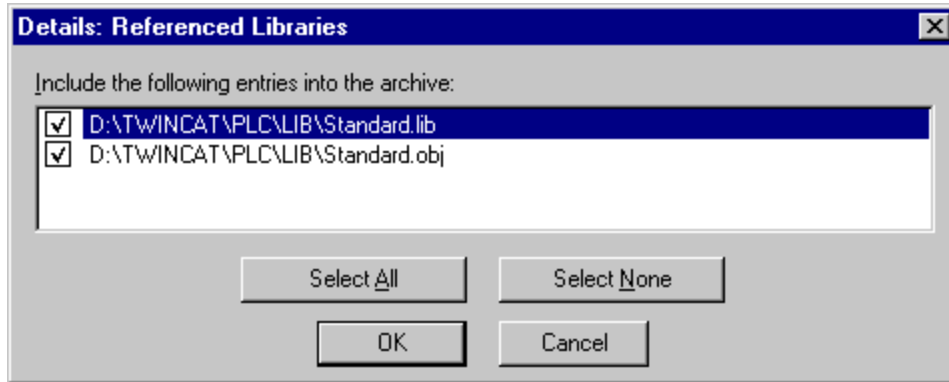 Details: Referenced Libraries
Include the following entries into the archive:
D:\TWINCAT\PLC\LIB\Standard.lib
D:\TWINCAT\PLC\LIB\Standard.obj
Select All Select None
OK Cancel